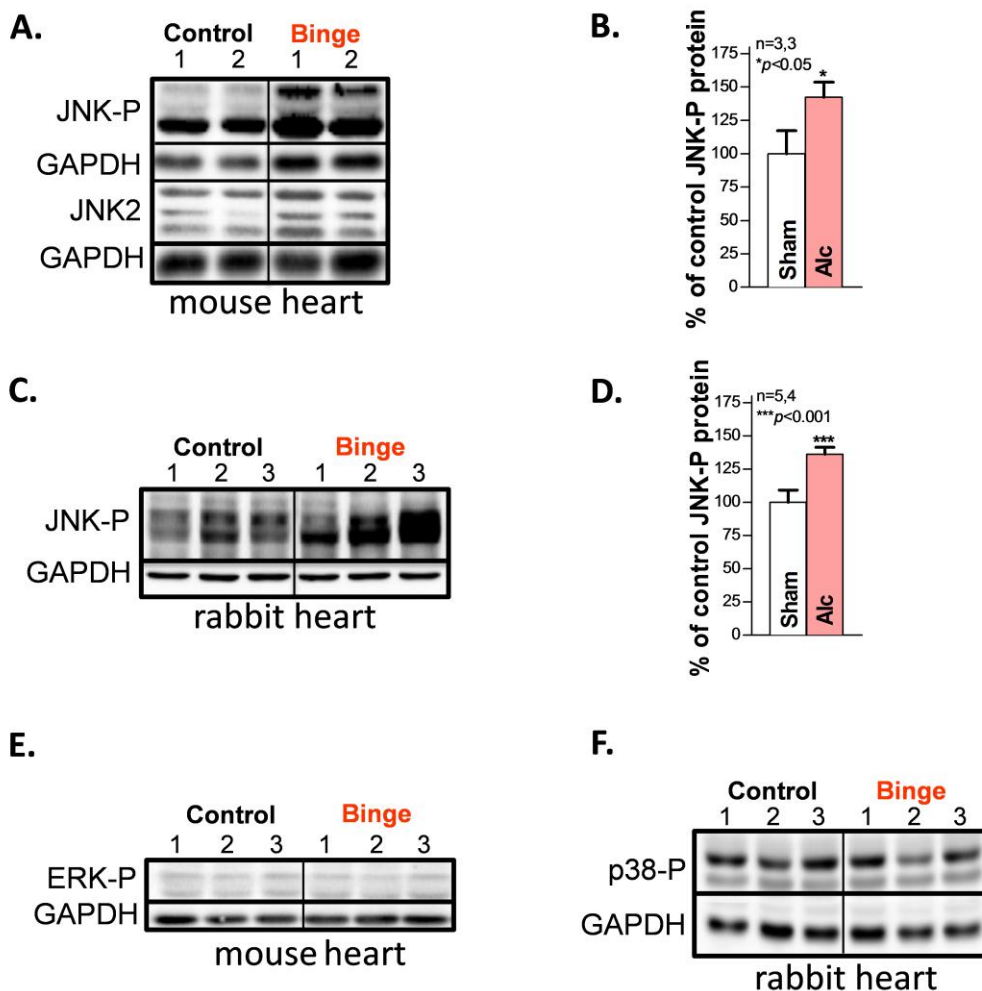 A.
Control Binge
1 2 1 2
JNK-P
GAPDH
JNK2
GAPDH
mouse heart
B.
% of control JNK-P protein
n=3,3
*p<0.05
*
175
150
125
100
75
50
25
0
Sham
Alc
C.
Control Binge
1 2 3 1 2 3
JNK-P
GAPDH
rabbit heart
D.
% of control JNK-P protein
n=5,4
***p<0.001
***
175
150
125
100
75
50
25
0
Sham
Alc
E.
Control Binge
1 2 3 1 2 3
ERK-P
GAPDH
mouse heart
F.
Control Binge
1 2 3 1 2 3
p38-P
GAPDH
rabbit heart